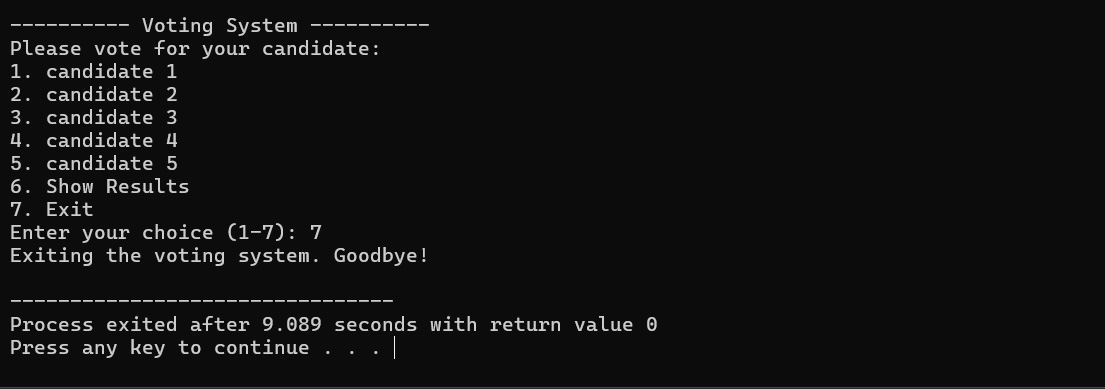 ---------- Voting System ----------
Please vote for your candidate:
1. candidate 1
2. candidate 2
3. candidate 3
4. candidate 4
5. candidate 5
6. Show Results
7. Exit
Enter your choice (1-7): 7
Exiting the voting system. Goodbye!
--------------------------------
Process exited after 9.089 seconds with return value 0
Press any key to continue . . .